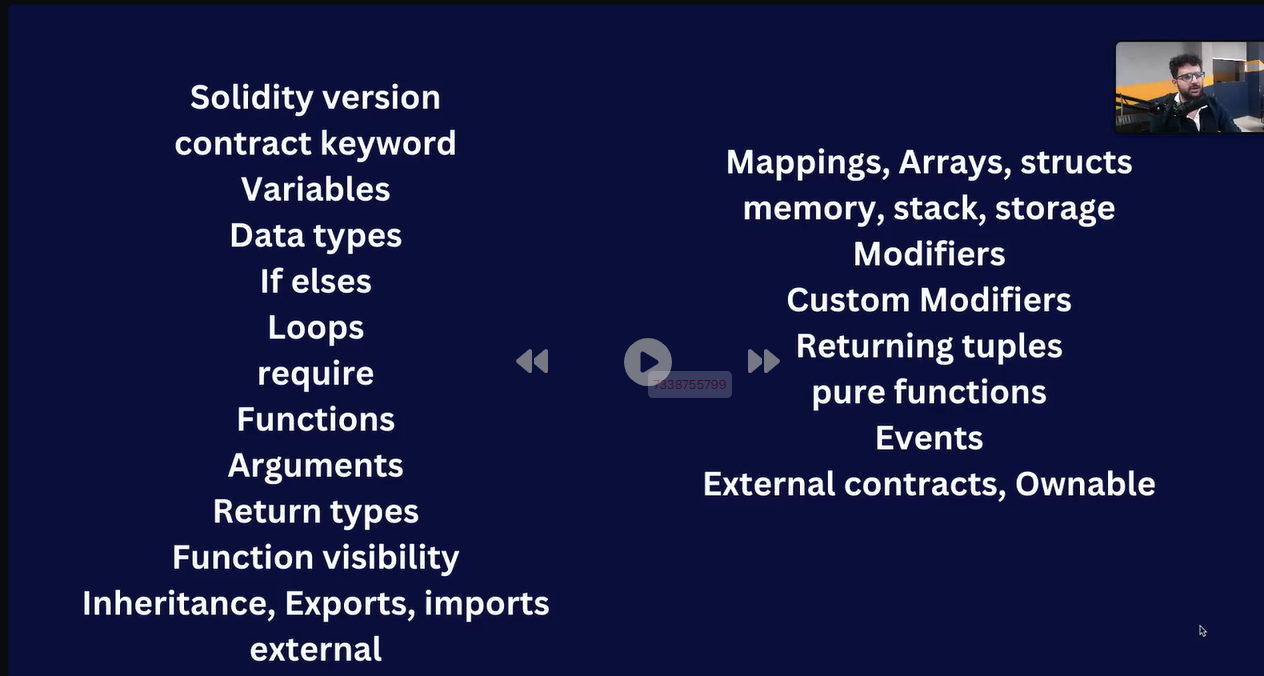 Solidity version
contract keyword
Variables
Data types
If elses
Loops
require
Functions
Arguments
Return types
Function visibility
Inheritance, Exports, imports
external
Mappings, Arrays, structs
memory, stack, storage
Modifiers
Custom Modifiers
Returning tuples
pure functions
Events
External contracts, Ownable
7338755799